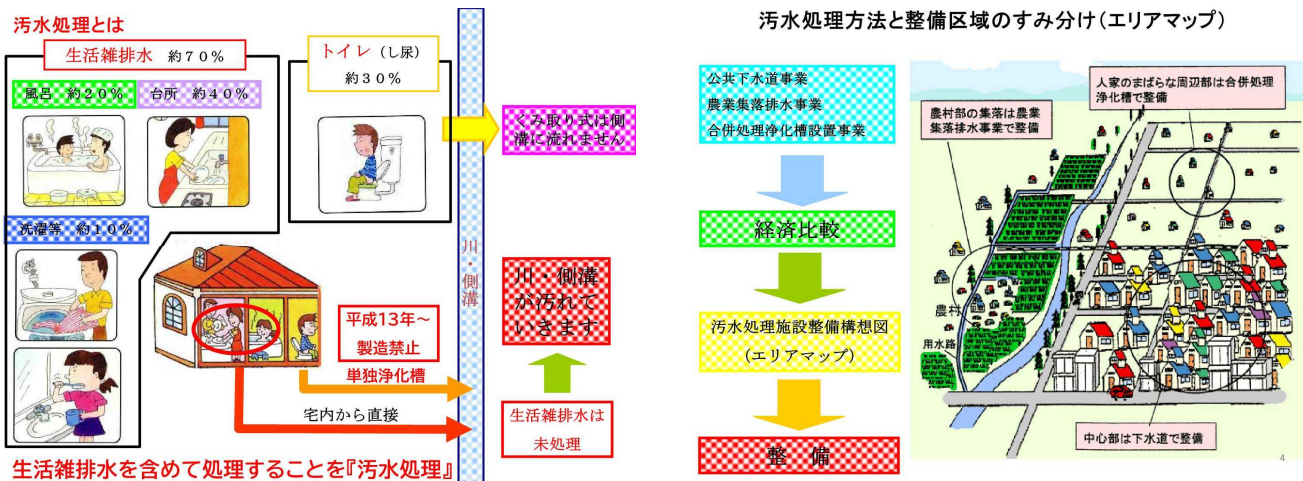 汚水処理とは
生活雑排水 約70%
トイレ(し尿)
約30%
風呂 約20%
台所 約40%
くみ取り式は側
溝に流れません
洗濯等 約10%
川・側溝
川・側溝
が汚れて
いきます
平成13年~
製造禁止
単独浄化槽
宅内から直接
生活雑排水は
未処理
生活雑排水を含めて処理することを『汚水処理』
汚水処理方法と整備区域のすみ分け(エリアマップ)
公共下水道事業
農業集落排水事業
合併処理浄化槽設置事業
経済比較
汚水処理施設整備構想図
(エリアマップ)
整 備
人家のまばらな周辺部は合併処理
浄化槽で整備
農村部の集落は農業
集落排水事業で整備
農村
用水路
中心部は下水道で整備
4